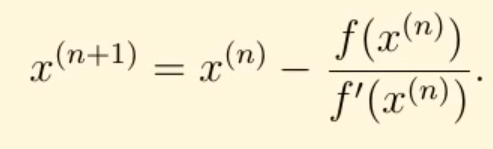 x^{(n+1)} = x^{(n)} - \frac{f(x^{(n)})}{f'(x^{(n)})}.